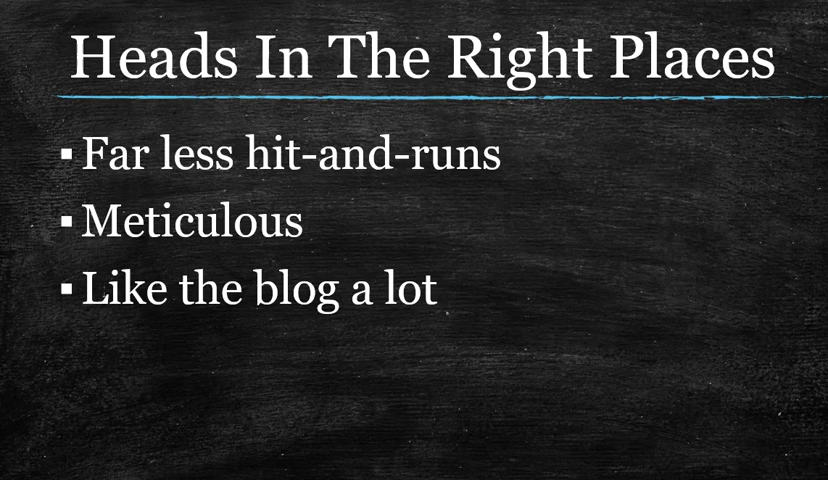 Heads In The Right Places
▪ Far less hit-and-runs
▪ Meticulous
▪ Like the blog a lot